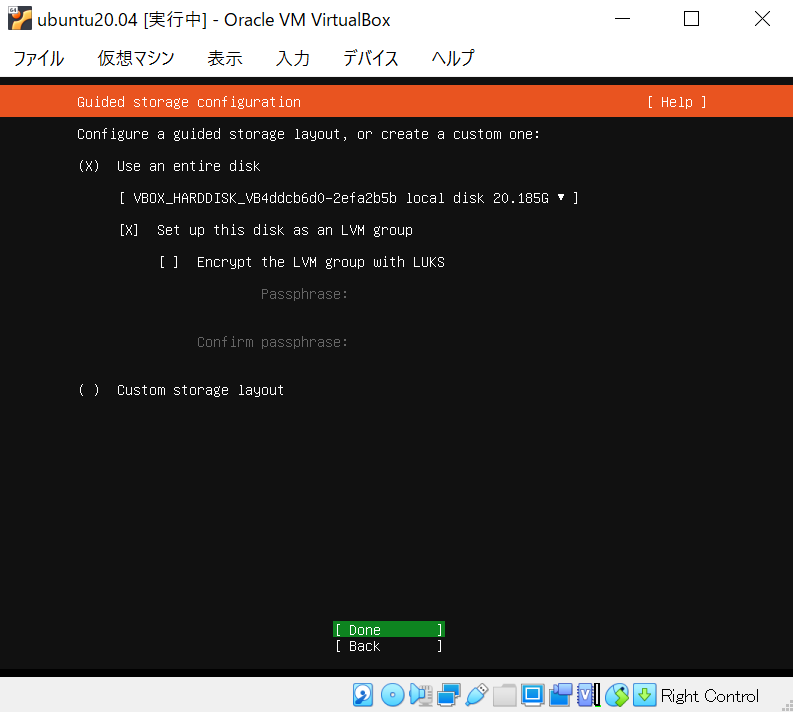 ubuntu20.04 [実行中] - Oracle VM VirtualBox
ファイル 仮想マシン 表示 入力 デバイス ヘルプ
Guided storage configuration [ Help ]
Configure a guided storage layout, or create a custom one:
(X) Use an entire disk
[ VBOX_HARDDISK_VB4ddcb6d0-2efa2b5b local disk 20.185G ▼ ]
[X] Set up this disk as an LVM group
[ ] Encrypt the LVM group with LUKS
Passphrase:
Confirm passphrase:
( ) Custom storage layout
[ Done ]
[ Back ]
Right Control